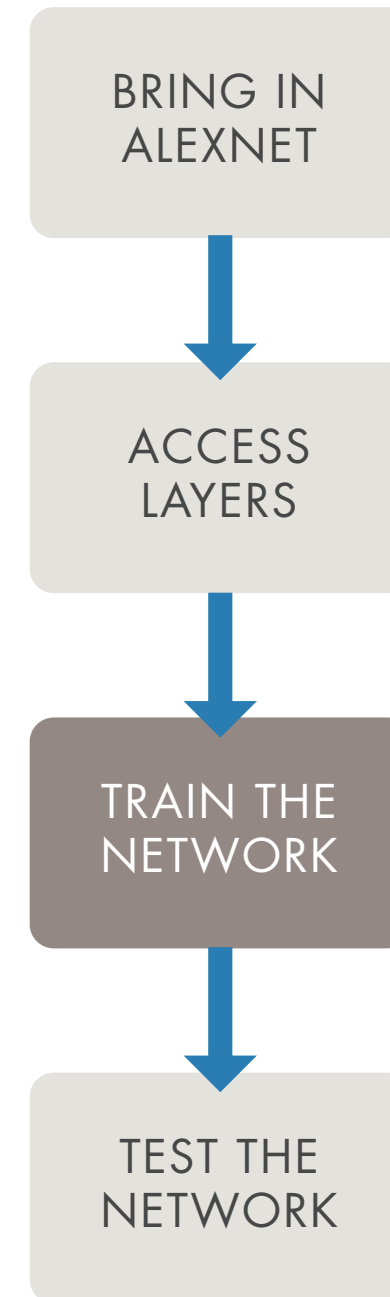 BRING IN
ALEXNET
ACCESS
LAYERS
TRAIN THE
NETWORK
TEST THE
NETWORK